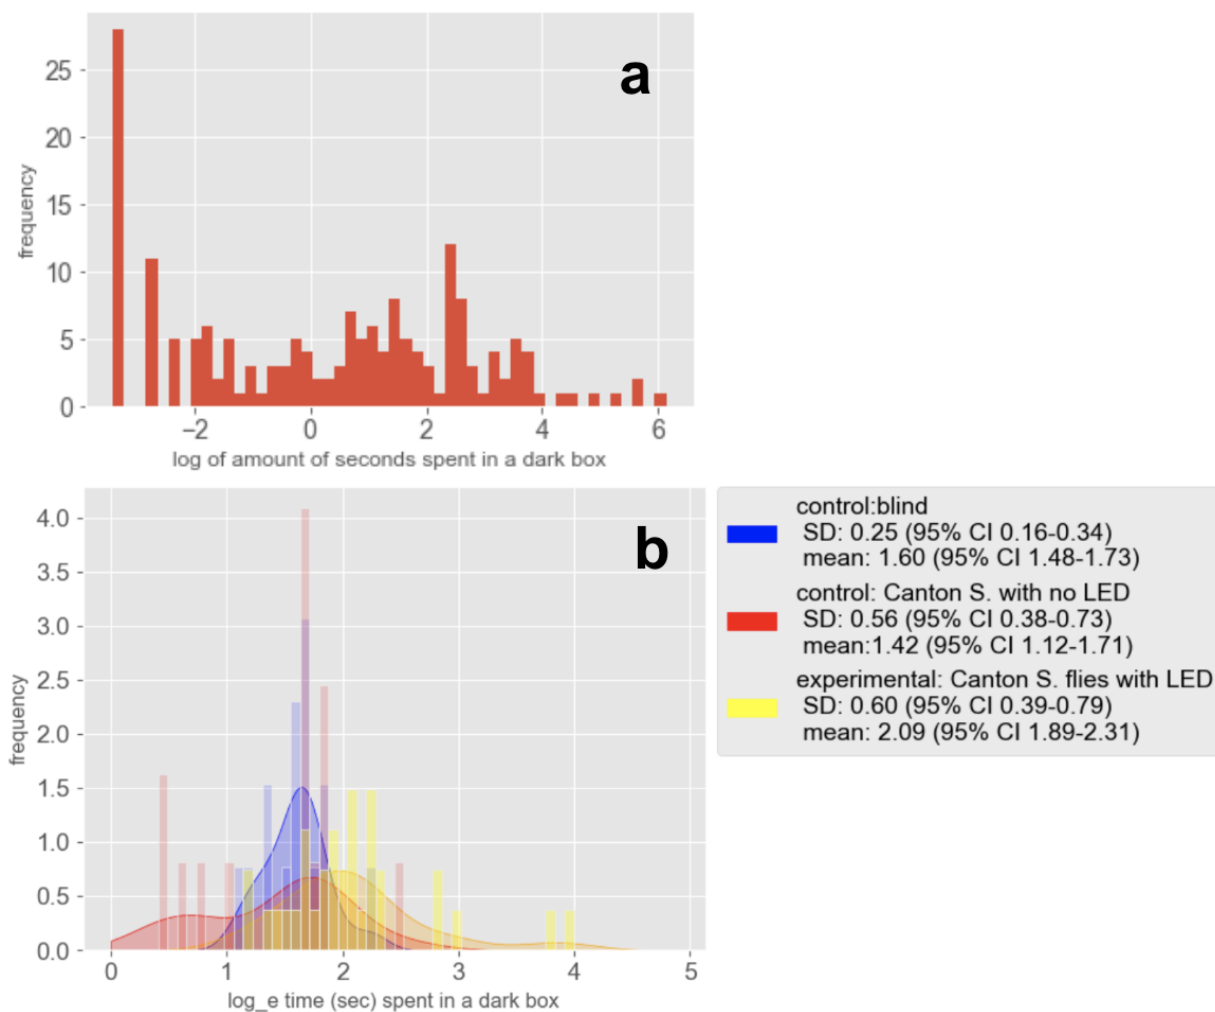 a
frequency
25
20
15
10
5
0
−2 0 2 4 6
log of amount of seconds spent in a dark box
b
frequency
4.0
3.5
3.0
2.5
2.0
1.5
1.0
0.5
0.0
0 1 2 3 4 5
log_e time (sec) spent in a dark box
control:blind
SD: 0.25 (95% CI 0.16-0.34)
mean: 1.60 (95% CI 1.48-1.73)
control: Canton S. with no LED
SD: 0.56 (95% CI 0.38-0.73)
mean:1.42 (95% CI 1.12-1.71)
experimental: Canton S. flies with LED
SD: 0.60 (95% CI 0.39-0.79)
mean: 2.09 (95% CI 1.89-2.31)